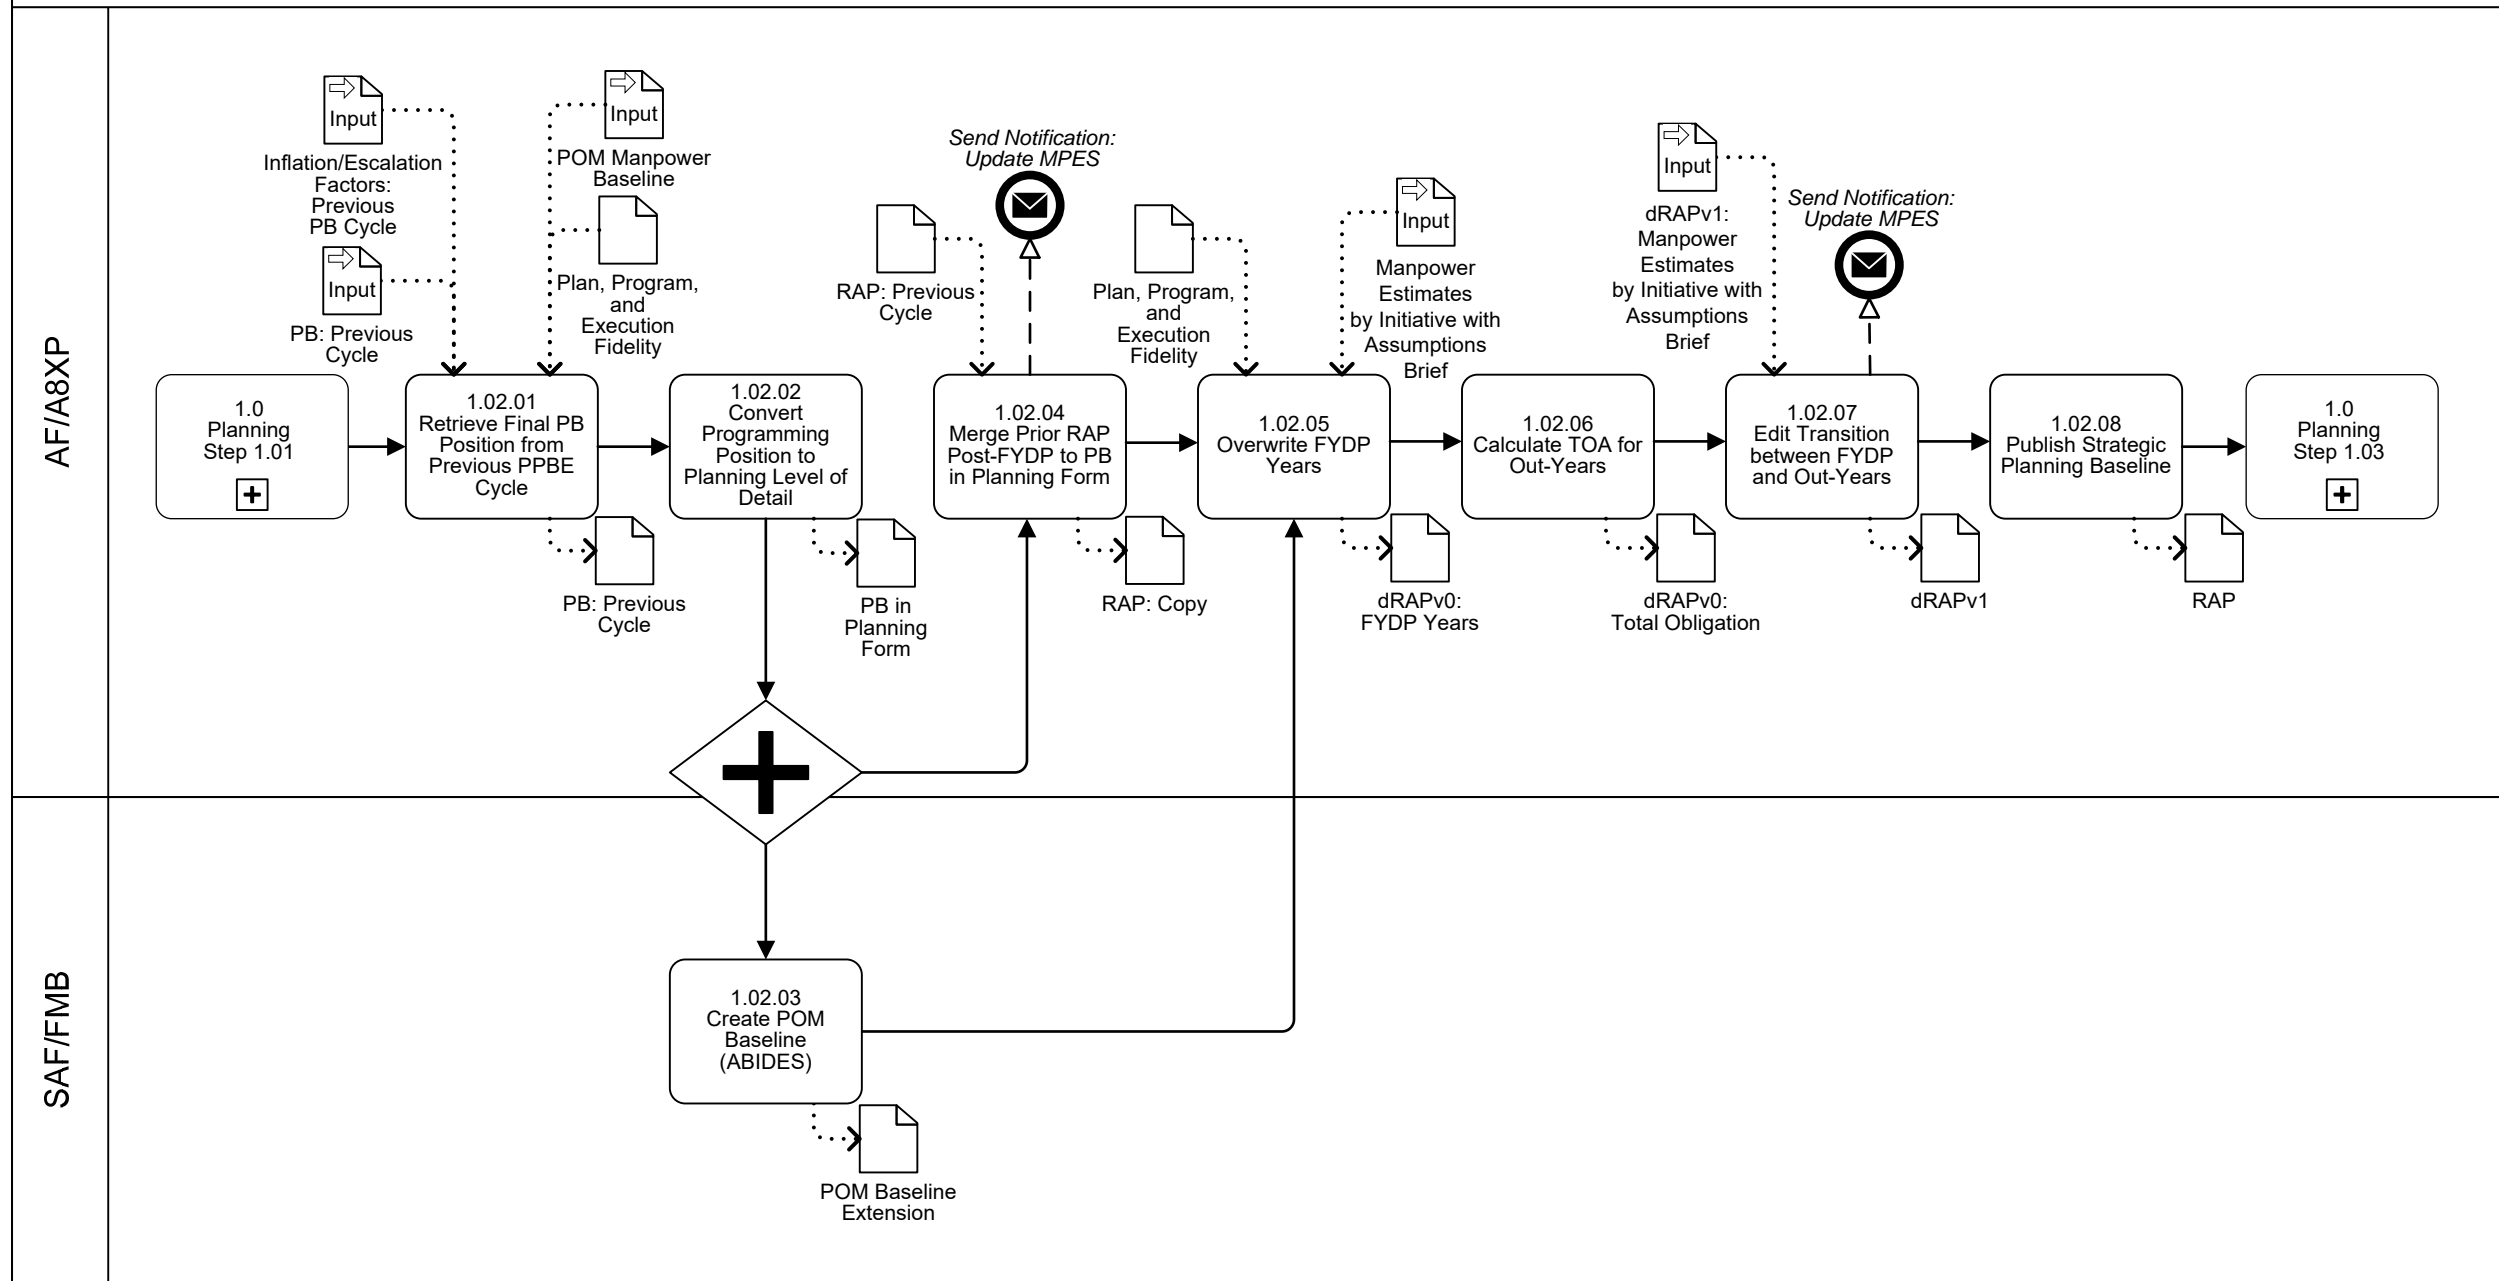 AF/A8XP
Input
Inflation/Escalation
Factors:
Previous
PB Cycle
Input
PB: Previous
Cycle
Input
POM Manpower
Baseline
Plan, Program,
and
Execution
Fidelity
RAP: Previous
Cycle
Send Notification:
Update MPES
Plan, Program,
and
Execution
Fidelity
Input
Manpower
Estimates
by Initiative with
Assumptions
Brief
Input
dRAPv1:
Manpower
Estimates
by Initiative with
Assumptions
Brief
Send Notification:
Update MPES
1.0
Planning
Step 1.01
1.02.01
Retrieve Final PB
Position from
Previous PPBE
Cycle
1.02.02
Convert
Programming
Position to
Planning Level of
Detail
1.02.04
Merge Prior RAP
Post-FYDP to PB
in Planning Form
1.02.05
Overwrite FYDP
Years
1.02.06
Calculate TOA for
Out-Years
1.02.07
Edit Transition
between FYDP
and Out-Years
1.02.08
Publish Strategic
Planning Baseline
1.0
Planning
Step 1.03
PB: Previous
Cycle
PB in
Planning
Form
RAP: Copy
dRAPv0:
FYDP Years
dRAPv0:
Total Obligation
dRAPv1
RAP
SAF/FMB
1.02.03
Create POM
Baseline
(ABIDES)
POM Baseline
Extension